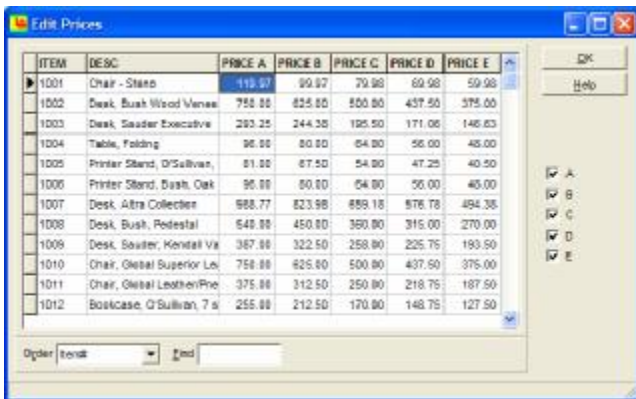 Edit Prices
ITEM DESC PRICE A PRICE B PRICE C PRICE D PRICE E
1001 Chair - Steno 119.97 99.97 79.98 69.98 59.98
1002 Desk, Bush Wood Venee 750.00 625.00 500.00 437.50 375.00
1003 Desk, Sauder Executive 293.25 244.38 195.50 171.06 146.63
1004 Table, Folding 96.00 80.00 64.00 56.00 48.00
1005 Printer Stand, O'Sullivan, 81.00 67.50 54.00 47.25 40.50
1006 Printer Stand, Bush, Oak 96.00 80.00 64.00 56.00 48.00
1007 Desk, Altra Collection 988.77 823.98 659.18 576.78 494.38
1008 Desk, Bush, Pedestal 540.00 450.00 360.00 315.00 270.00
1009 Desk, Sauder, Kendall Va 387.00 322.50 258.00 225.75 193.50
1010 Chair, Global Superior Lea 750.00 625.00 500.00 437.50 375.00
1011 Chair, Global Leather/Pne 375.00 312.50 250.00 218.75 187.50
1012 Bookcase, O'Sullivan, 7 s 255.00 212.50 170.00 148.75 127.50
OK
Help
A
B
C
D
E
Order Item# Find